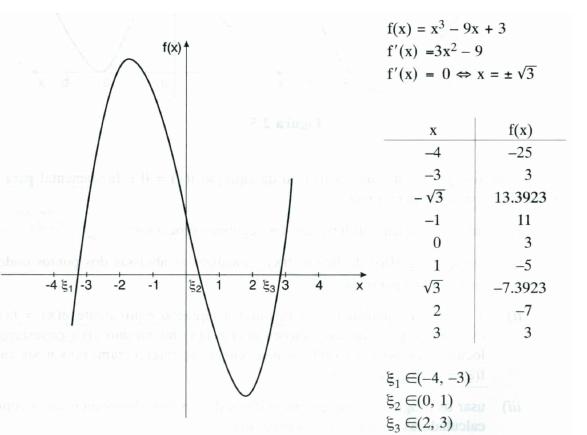 f(x) = x³ – 9x + 3
f'(x) =3x² – 9
f'(x) = 0 ⇔ x = ± √3
f(x)
-4 ξ₁ -3 -2 -1 ξ₂ 1 2 ξ₃ 3 4 x
x f(x)
–4 –25
–3 3
– √3 13.3923
–1 11
0 3
1 –5
√3 –7.3923
2 –7
3 3
ξ₁ ∈(–4, –3)
ξ₂ ∈(0, 1)
ξ₃ ∈(2, 3)